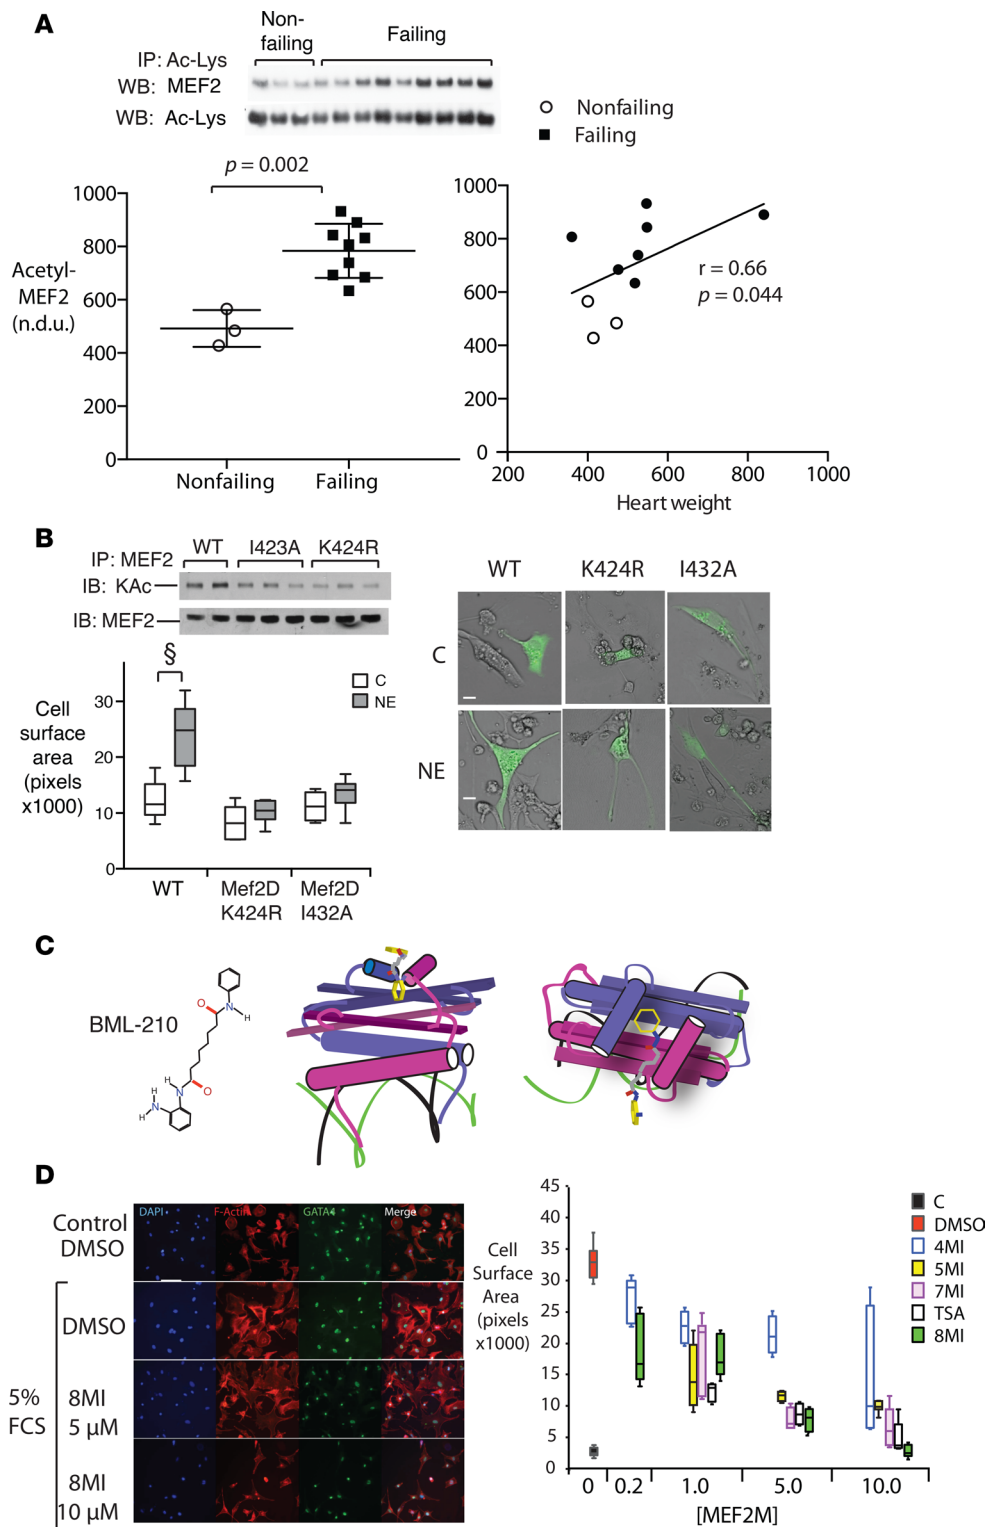 A
Non-
failing
Failing
IP: Ac-Lys
WB: MEF2
WB: Ac-Lys
Nonfailing
Failing
p = 0.002
1000
800
600
400
200
0
Acetyl-
MEF2
(n.d.u.)
Nonfailing
Failing
1000
800
600
400
200
0
r = 0.66
p = 0.044
200
400
600
800
1000
Heart weight
B
IP: MEF2
WT
I423A
K424R
IB: KAc
IB: MEF2
§
C
NE
Cell
surface
area
(pixels
x1000)
30
20
10
0
WT
Mef2D
K424R
Mef2D
I432A
WT
K424R
I432A
C
NE
C
BML-210
O
N
H
H
N
O
H
N
H
D
DAPI
F-Actin
GATA4
Merge
Control
DMSO
DMSO
5%
FCS
8MI
5 µM
8MI
10 µM
Cell
Surface
Area
(pixels
x1000)
45
40
35
30
25
20
15
10
5
0
0
0.2
1.0
5.0
10.0
[MEF2M]
C
DMSO
4MI
5MI
7MI
TSA
8MI